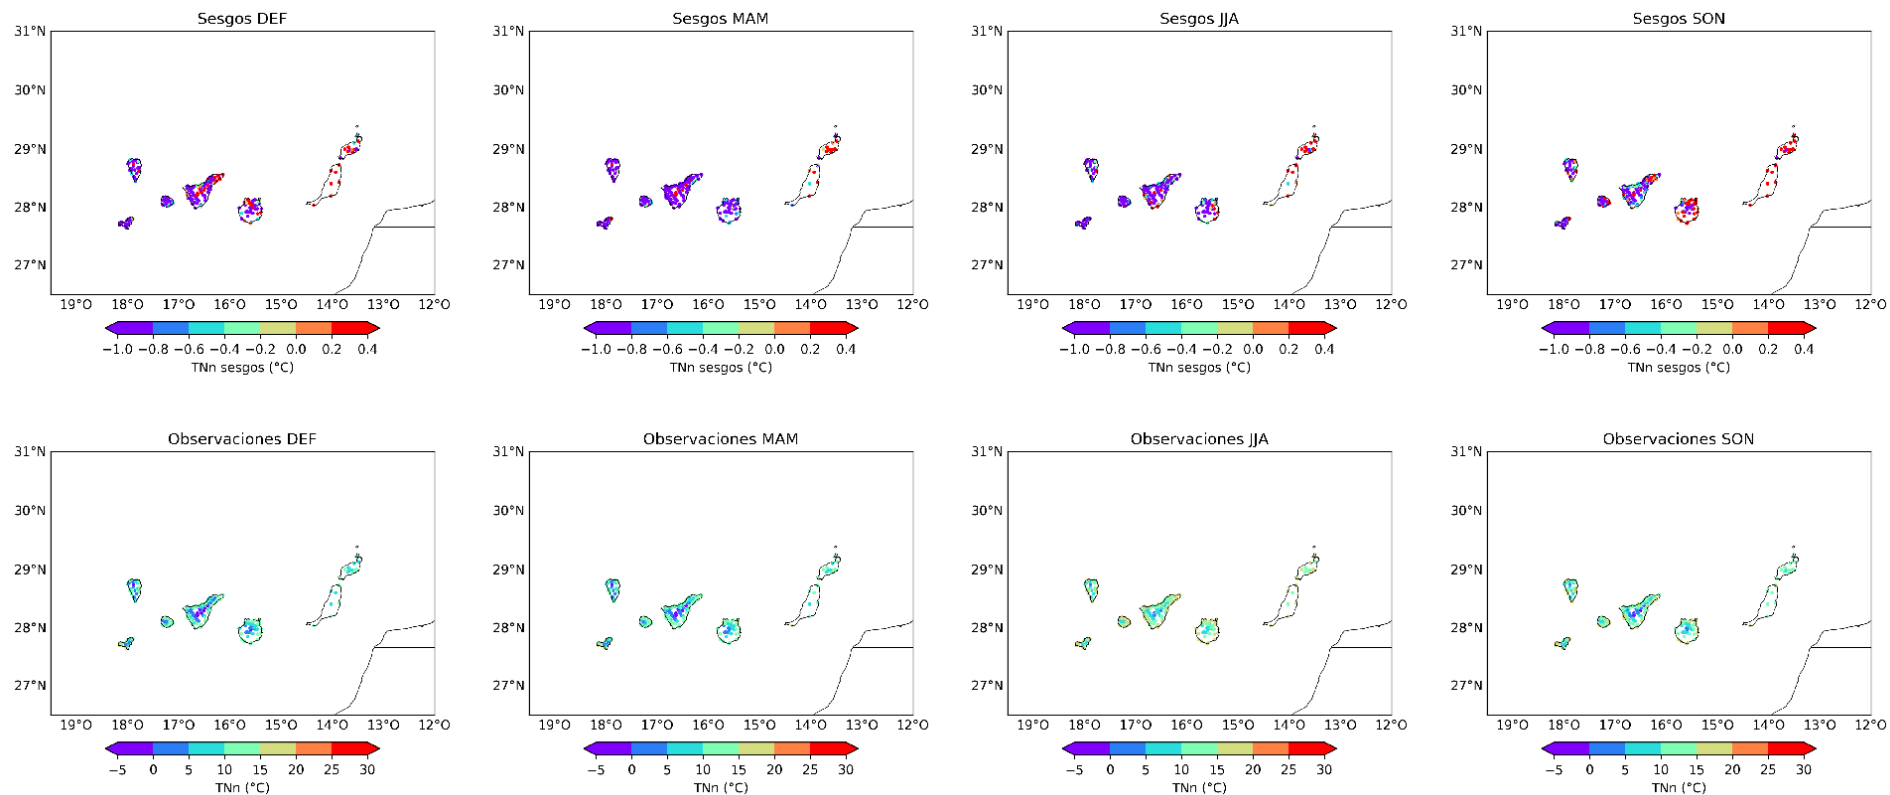 Sesgos DEF
31°N
30°N
29°N
28°N
27°N
19°O 18°O 17°O 16°O 15°O 14°O 13°O 12°O
−1.0 −0.8 −0.6 −0.4 −0.2 0.0 0.2 0.4
TNn sesgos (°C)
Sesgos MAM
31°N
30°N
29°N
28°N
27°N
19°O 18°O 17°O 16°O 15°O 14°O 13°O 12°O
−1.0 −0.8 −0.6 −0.4 −0.2 0.0 0.2 0.4
TNn sesgos (°C)
Sesgos JJA
31°N
30°N
29°N
28°N
27°N
19°O 18°O 17°O 16°O 15°O 14°O 13°O 12°O
−1.0 −0.8 −0.6 −0.4 −0.2 0.0 0.2 0.4
TNn sesgos (°C)
Sesgos SON
31°N
30°N
29°N
28°N
27°N
19°O 18°O 17°O 16°O 15°O 14°O 13°O 12°O
−1.0 −0.8 −0.6 −0.4 −0.2 0.0 0.2 0.4
TNn sesgos (°C)
Observaciones DEF
31°N
30°N
29°N
28°N
27°N
19°O 18°O 17°O 16°O 15°O 14°O 13°O 12°O
−5 0 5 10 15 20 25 30
TNn (°C)
Observaciones MAM
31°N
30°N
29°N
28°N
27°N
19°O 18°O 17°O 16°O 15°O 14°O 13°O 12°O
−5 0 5 10 15 20 25 30
TNn (°C)
Observaciones JJA
31°N
30°N
29°N
28°N
27°N
19°O 18°O 17°O 16°O 15°O 14°O 13°O 12°O
−5 0 5 10 15 20 25 30
TNn (°C)
Observaciones SON
31°N
30°N
29°N
28°N
27°N
19°O 18°O 17°O 16°O 15°O 14°O 13°O 12°O
−5 0 5 10 15 20 25 30
TNn (°C)